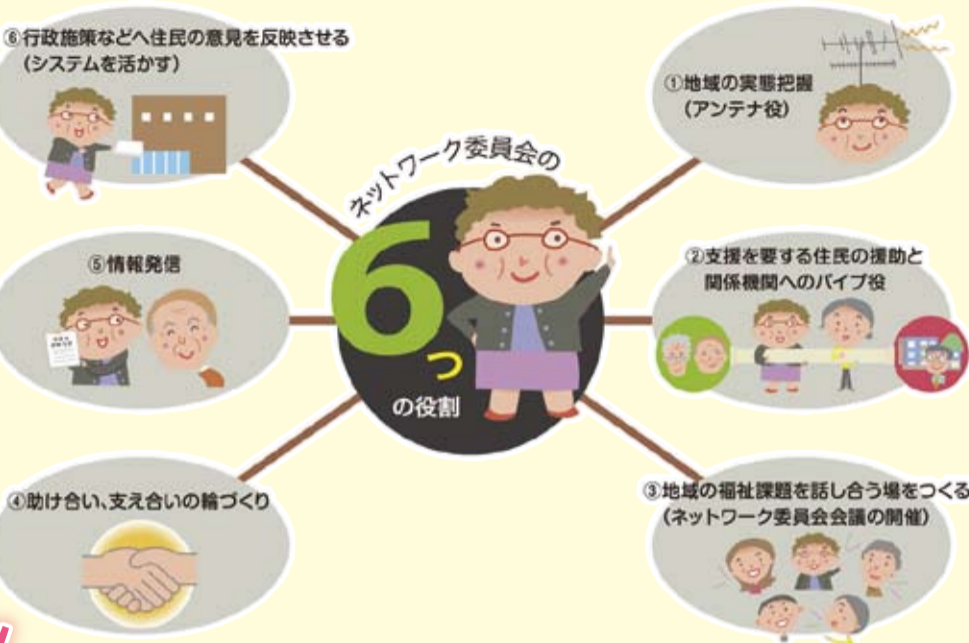 ネットワーク委員会の
6つ
の役割
①地域の実態把握
(アンテナ役)
②支援を要する住民の援助と
関係機関へのパイプ役
③地域の福祉課題を話し合う場をつくる
(ネットワーク委員会会議の開催)
④助け合い、支え合いの輪づくり
⑤情報発信
⑥行政施策などへ住民の意見を反映させる
(システムを活かす)